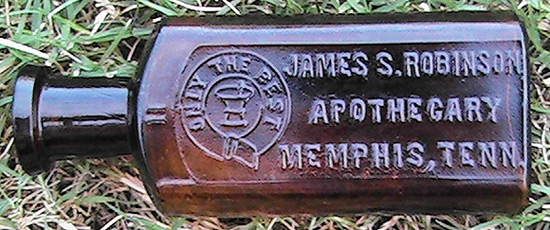 ONLY THE BEST
JAMES S. ROBINSON
APOTHECARY
MEMPHIS, TENN.